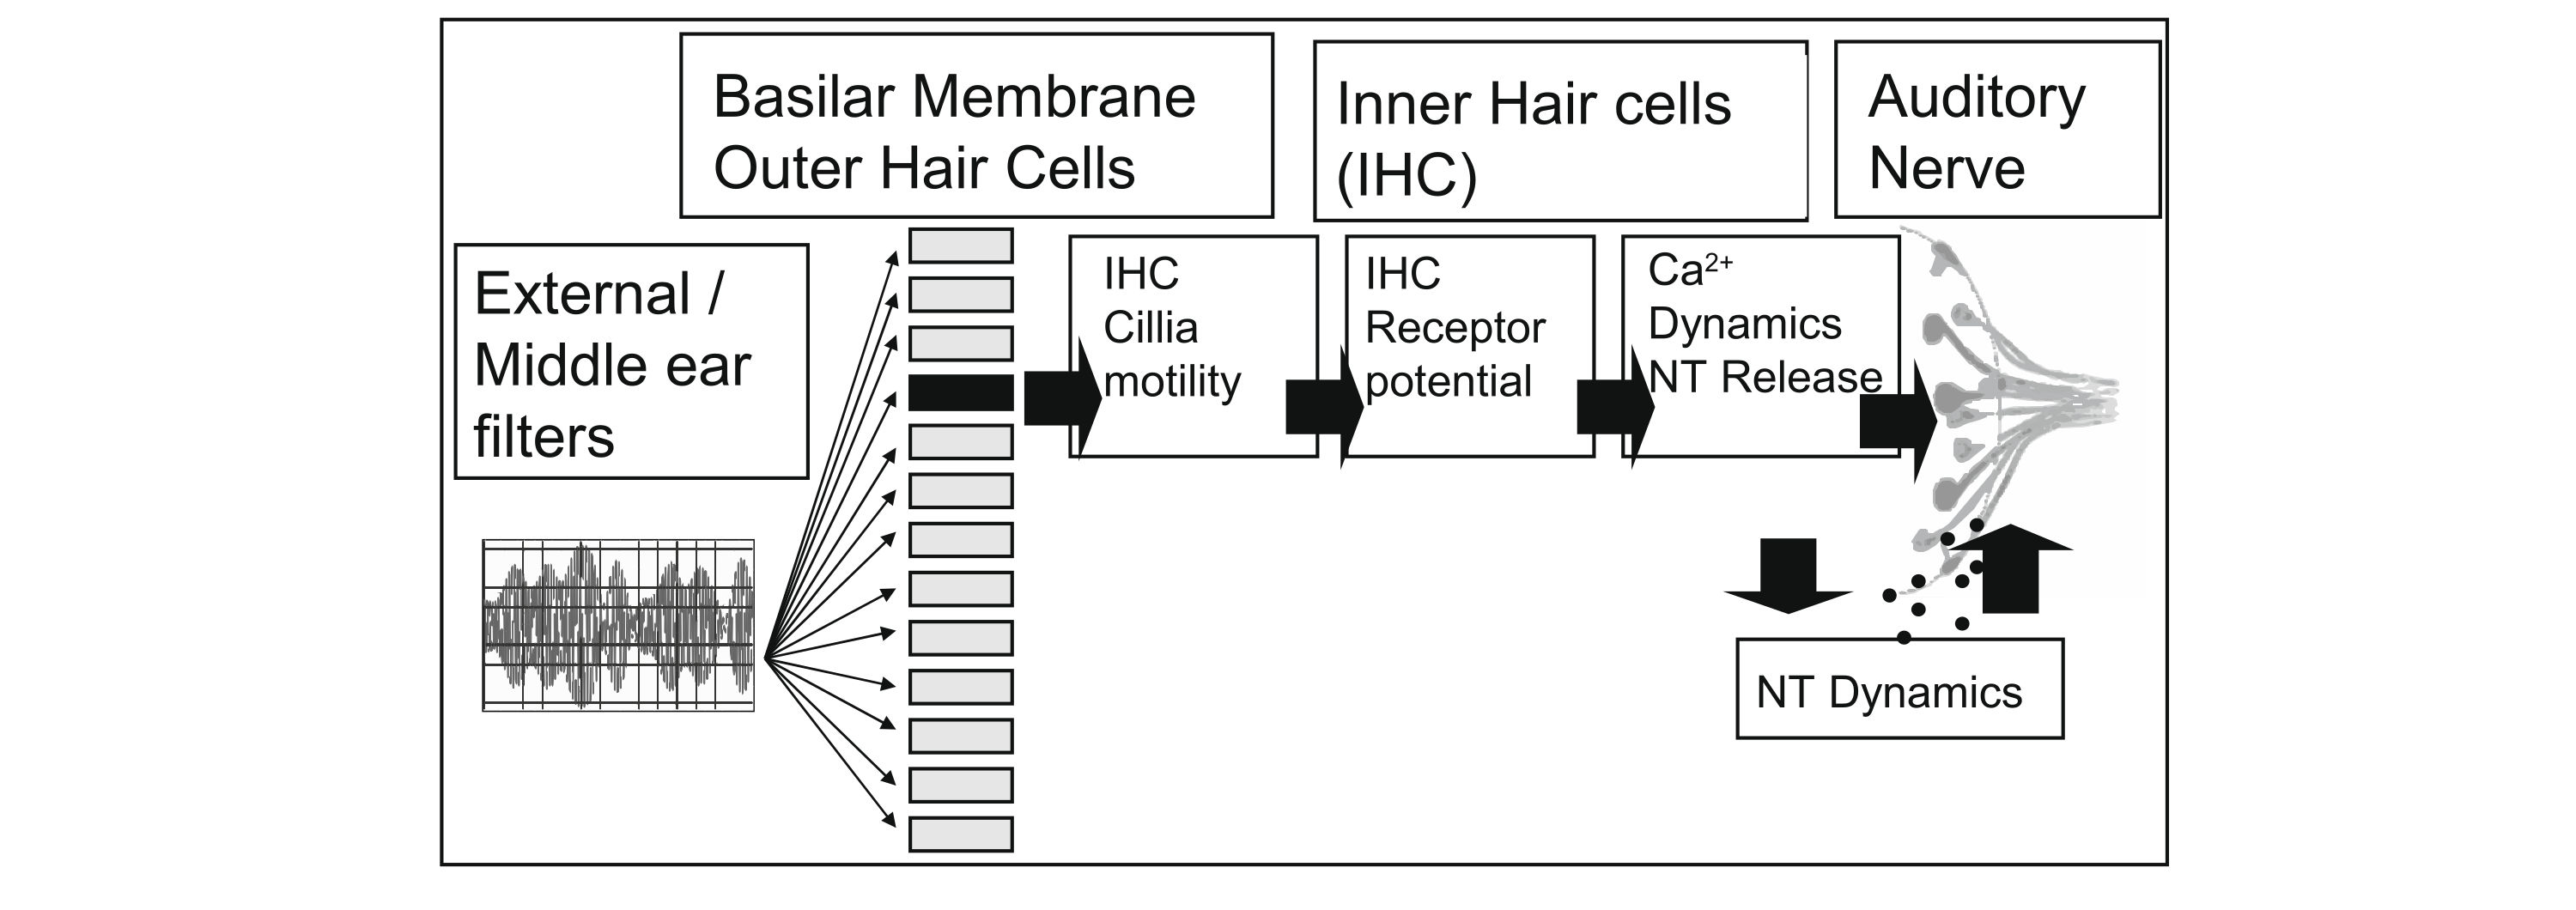 Basilar Membrane
Outer Hair Cells
Inner Hair cells
(IHC)
Auditory
Nerve
External /
Middle ear
filters
IHC
Cillia
motility
IHC
Receptor
potential
Ca²⁺
Dynamics
NT Release
NT Dynamics